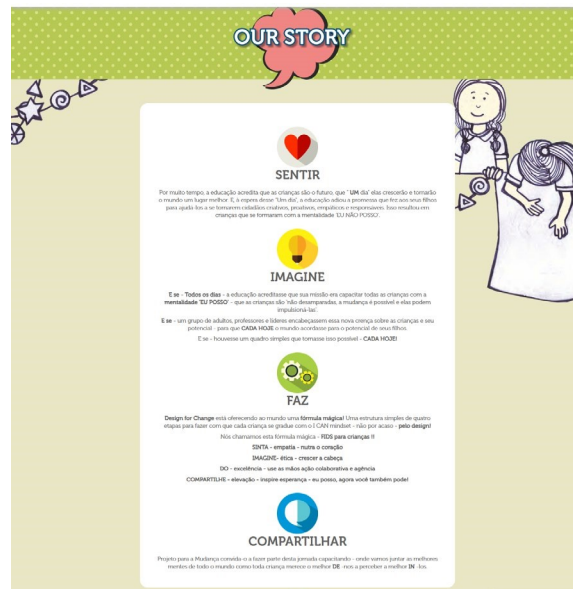 OUR STORY
SENTIR
Por muito tempo, a educação acredita que as crianças são o futuro, que "UM dia" elas crescerão e tornarão
o mundo um lugar melhor. E, à espera desse "Um dia", a educação adiou a promessa que fez aos seus filhos
para ajudá-los a se tornarem cidadãos criativos, proativos, empáticos e responsáveis. Isso resultou em
crianças que se formaram com a mentalidade 'EU NÃO POSSO'.
IMAGINE
E se - Todos os dias - a educação acreditasse que sua missão era capacitar todas as crianças com a
mentalidade 'EU POSSO' - que as crianças são 'não desamparadas, a mudança é possível e elas podem
impulsioná-las'.
E se - um grupo de adultos, professores e líderes encabeçassem essa nova crença sobre as crianças e seu
potencial - para que CADA HOJE o mundo acordasse para o potencial de seus filhos.
E se - houvesse um quadro simples que tornasse isso possível - CADA HOJE!
FAZ
Design for Change está oferecendo ao mundo uma fórmula mágica! Uma estrutura simples de quatro
etapas para fazer com que cada criança se gradue com o I CAN mindset - não por acaso - pelo design!
Nós chamamos esta fórmula mágica - FIDS para crianças !!
SINTA - empatia - nutra o coração
IMAGINE- ética - crescer a cabeça
DO - excelência - use as mãos ação colaborativa e agência
COMPARTILHE - elevação - inspire esperança - eu posso, agora você também pode!
COMPARTILHAR
Projeto para a Mudança convida-o a fazer parte desta jornada capacitando - onde vamos juntar as melhores
mentes de todo o mundo como toda criança merece o melhor DE -nos a perceber a melhor IN -los.